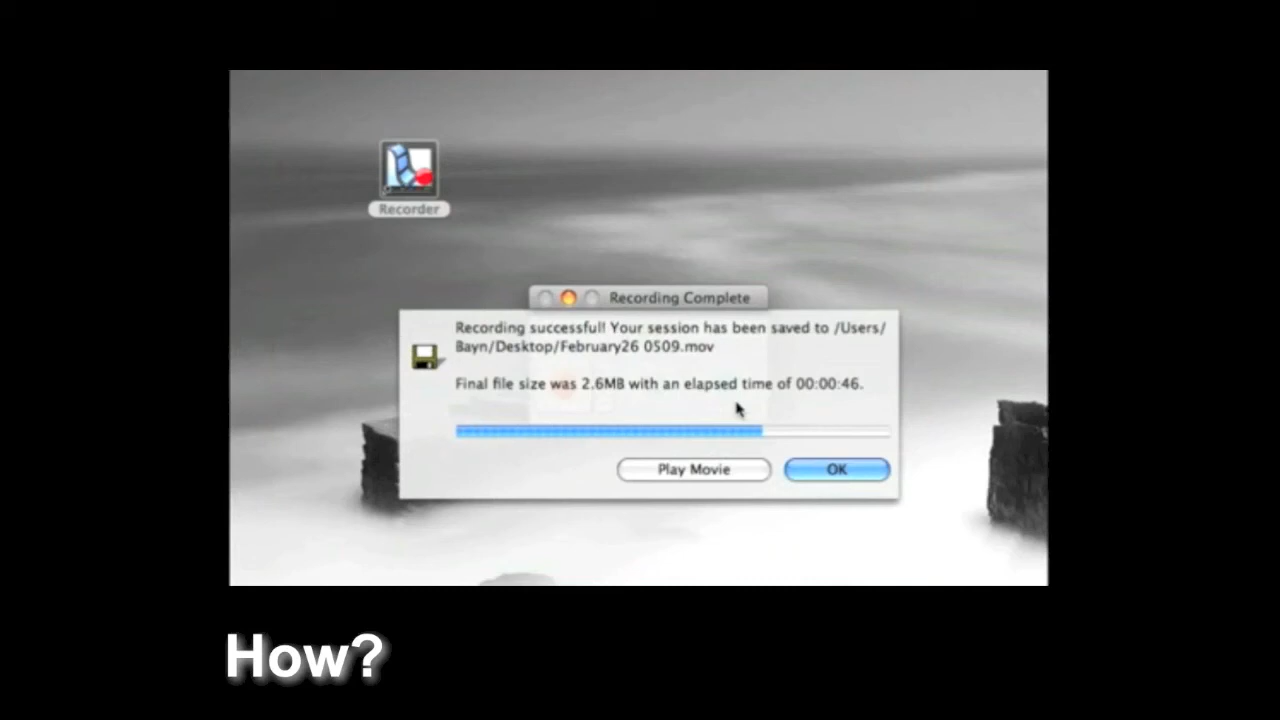 Recorder
Recording Complete
Recording successful! Your session has been saved to /Users/
Bayn/Desktop/February26 0509.mov
Final file size was 2.6MB with an elapsed time of 00:00:46.
Play Movie
OK
How?